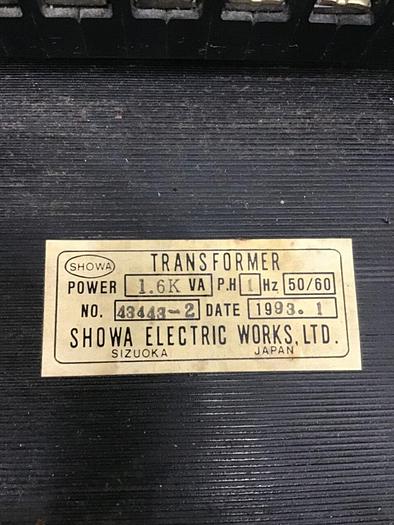 SHOWA TRANSFORMER
POWER 1.6K VA P.H 1 Hz 50/60
NO. 43443-2 DATE 1993.1
SHOWA ELECTRIC WORKS, LTD.
SIZUOKA JAPAN